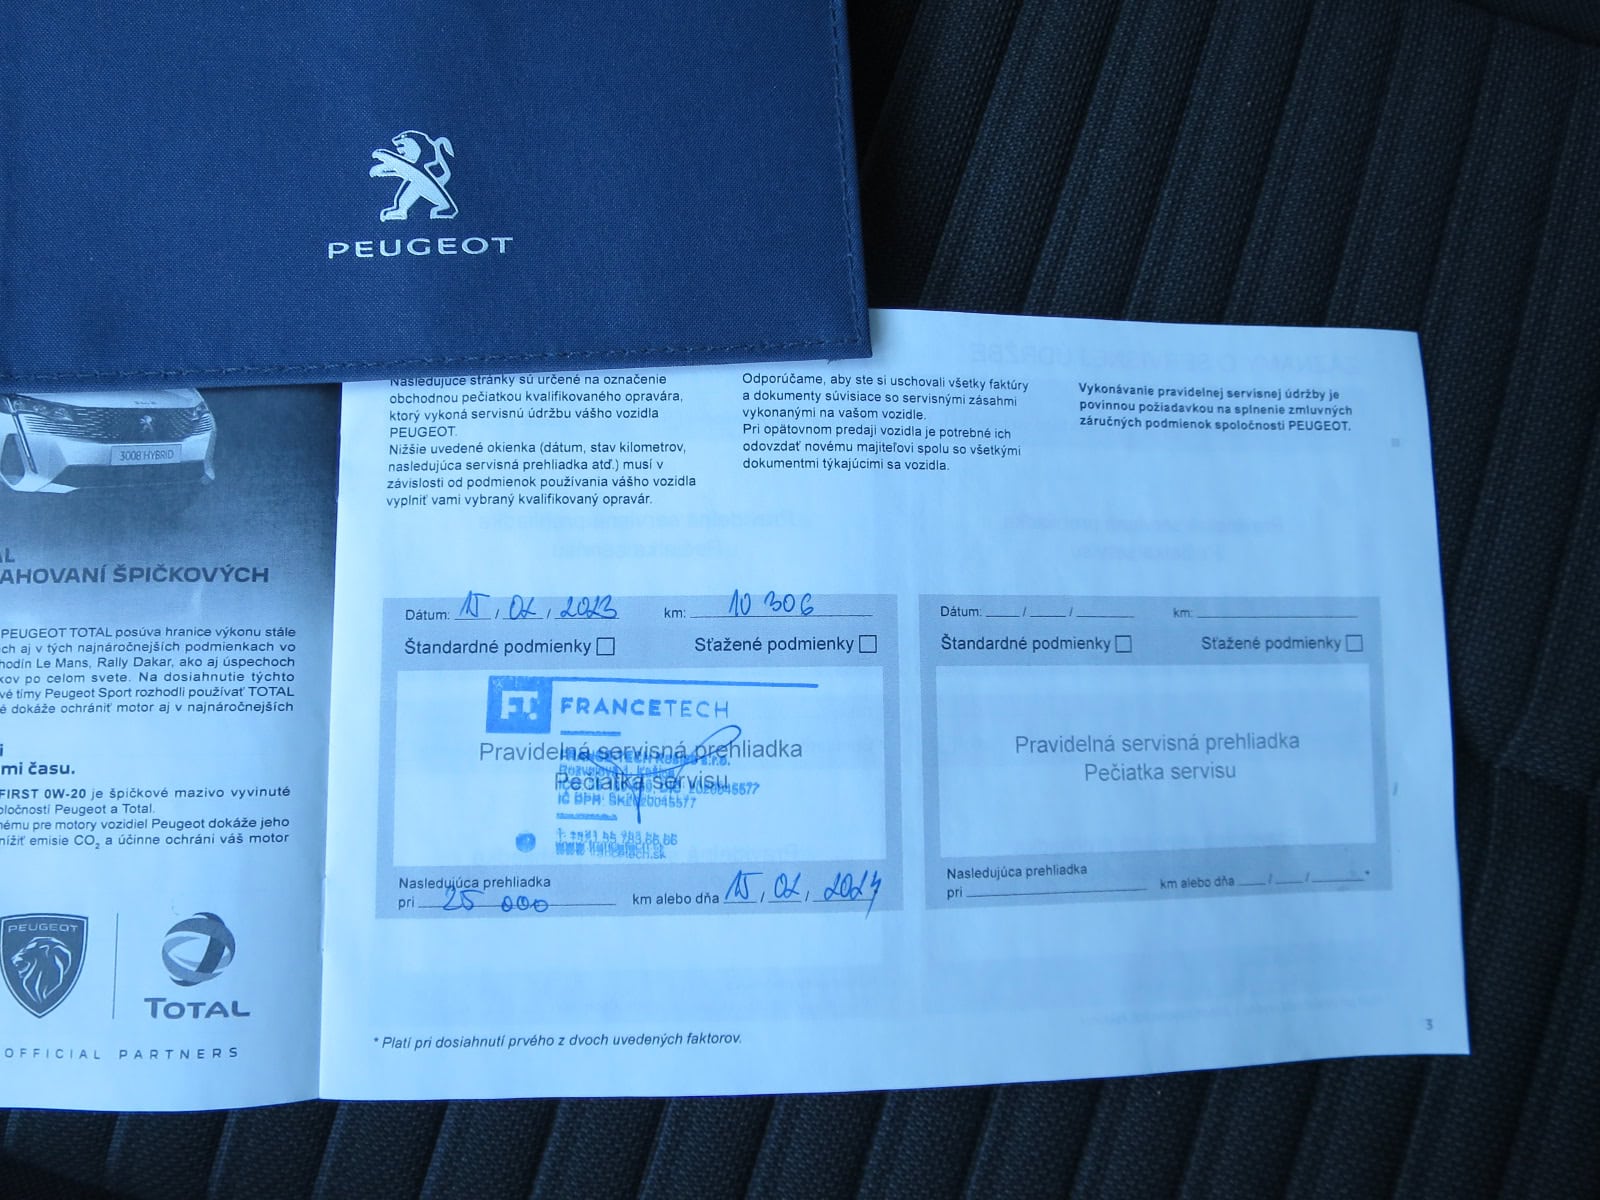 PEUGEOT
3008 HYBRID
AHOVANÍ ŠPIČKOVÝCH
PEUGEOT TOTAL posúva hranice výkonu stále
ch aj v tých najnáročnejších podmienkach vo
hodín Le Mans, Rally Dakar, ako aj úspechoch
kov po celom svete. Na dosiahnutie týchto
vé tímy Peugeot Sport rozhodli používať TOTAL
é dokáže ochrániť motor aj v najnáročnejších
mi času.
FIRST 0W-20 je špičkové mazivo vyvinuté
oločností Peugeot a Total.
nému pre motory vozidiel Peugeot dokáže jeho
nížiť emisie CO2 a účinne ochráni váš motor
PEUGEOT
TOTAL
OFFICIAL PARTNERS
Nasledujúce stránky sú určené na označenie
obchodnou pečiatkou kvalifikovaného opravára,
ktorý vykoná servisnú údržbu vášho vozidla
PEUGEOT.
Nižšie uvedené okienka (dátum, stav kilometrov,
nasledujúca servisná prehliadka atď.) musí v
závislosti od podmienok používania vášho vozidla
vyplniť vami vybraný kvalifikovaný opravár.
Odporúčame, aby ste si uschovali všetky faktúry
a dokumenty súvisiace so servisnými zásahmi
vykonanými na vašom vozidle.
Pri opätovnom predaji vozidla je potrebné ich
odovzdať novému majiteľovi spolu so všetkými
dokumentmi týkajúcimi sa vozidla.
Vykonávanie pravidelnej servisnej údržby je
povinnou požiadavkou na splnenie zmluvných
záručných podmienok spoločnosti PEUGEOT.
Dátum: 15 / 02 / 2023 km: 10 306
Štandardné podmienky Sťažené podmienky
FRANCETECH
Pravidelná servisná prehliadka
Pečiatka servisu
IČ DPH: SK2020045577
www.francetech.sk
Nasledujúca prehliadka
pri 25 000 km alebo dňa 15 / 02 / 2024
Dátum: / / km:
Štandardné podmienky Sťažené podmienky
Pravidelná servisná prehliadka
Pečiatka servisu
Nasledujúca prehliadka
pri km alebo dňa / / *
* Platí pri dosiahnutí prvého z dvoch uvedených faktorov.
3